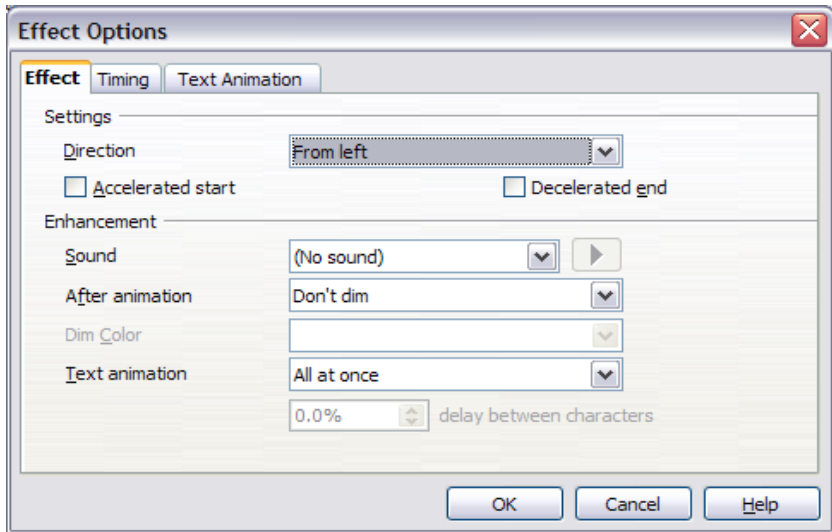 Effect Options
Effect Timing Text Animation
Settings
Direction From left
Accelerated start Decelerated end
Enhancement
Sound (No sound)
After animation Don't dim
Dim Color
Text animation All at once
0.0% delay between characters
OK Cancel Help